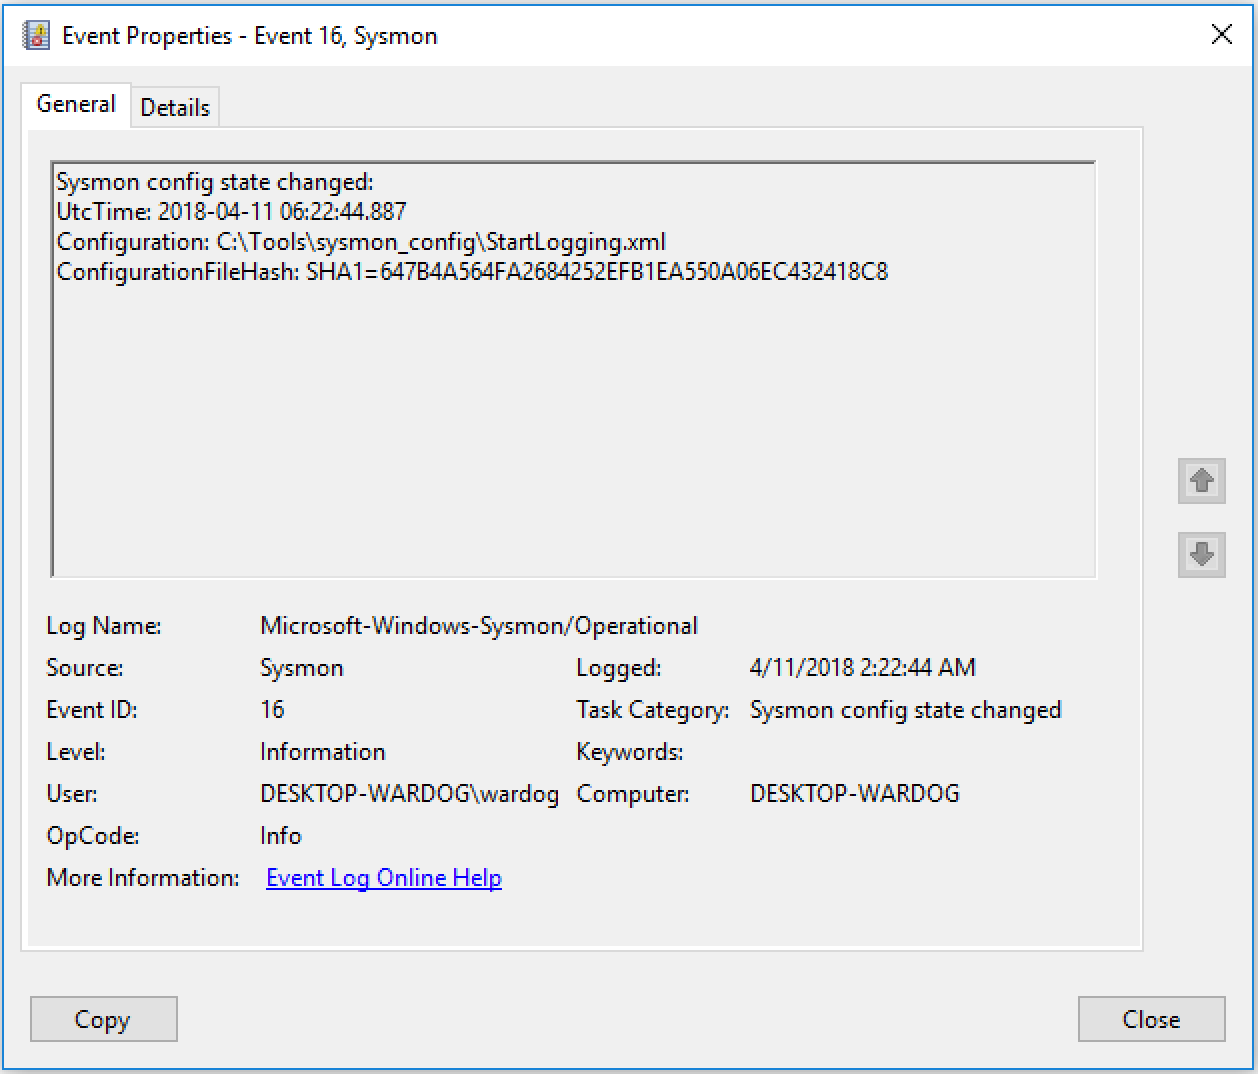 Event Properties - Event 16, Sysmon
General Details
Sysmon config state changed:
UtcTime: 2018-04-11 06:22:44.887
Configuration: C:\Tools\sysmon_config\StartLogging.xml
ConfigurationFileHash: SHA1=647B4A564FA2684252EFB1EA550A06EC432418C8
Log Name: Microsoft-Windows-Sysmon/Operational
Source: Sysmon Logged: 4/11/2018 2:22:44 AM
Event ID: 16 Task Category: Sysmon config state changed
Level: Information Keywords:
User: DESKTOP-WARDOG\wardog Computer: DESKTOP-WARDOG
OpCode: Info
More Information: Event Log Online Help
Copy Close